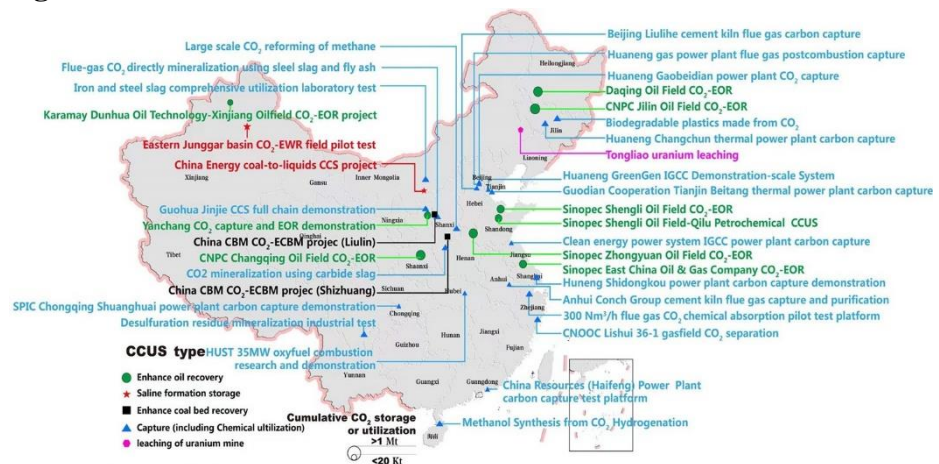 Large scale CO₂ reforming of methane
Flue-gas CO₂ directly mineralization using sleel slag and fly ash
Iron and steel slag comprehensive utilization laboratory test
Karamay Dunhua Oil Technology-Xinjiang Oilfield CO₂-EOR project
Eastern Junggar basin CO₂-EWR field pilot test
China Energy coal-to-liquids CCS project
Guohua Jinjie CCS full chain demonstration
Yanchang CO₂ capture and EOR demonstration
China CBM CO₂-ECBM projec (Liulin)
CNPC Changqing Oil Field CO₂-EOR
CO2 mineralization using carbide slag
China CBM CO₂-ECBM projec (Shizhuang)
SPIC Chongqing Shuanghuai power plant carbon capture demonstration
Desulfuration residue mineralization industrial test
HUST 35MW oxyfuel combustion
research and demonstration
Beijing Liulihe cement kiln flue gas carbon capture
Huaneng gas power plant flue gas postcombustion capture
Huaneng Gaobeidian power plant CO₂ capture
Daqing Oil Field CO₂-EOR
CNPC Jilin Oil Field CO₂-EOR
Biodegradable plastics made from CO₂
Huaneng Changchun thermal power plant carbon capture
Tongliao uranium leaching
Huaneng GreenGen IGCC Demonstration-scale System
Guodian Cooperation Tianjin Beitang thermal power plant carbon capture
Sinopec Shengli Oil Field CO₂-EOR
Sinopec Shengli Oil Field-Qilu Petrochemical CCUS
Clean energy power system IGCC power plant carbon capture
Sinopec Zhongyuan Oil Field CO₂-EOR
Sinopec East China Oil & Gas Company CO₂-EOR
Huneng Shidongkou power plant carbon capture demonstration
Anhui Conch Group cement kiln flue gas capture and purification
300 Nm³/h flue gas CO₂ chemical absorption pilot test platform
CNOOC Lishui 36-1 gasfield CO₂ separation
China Resources (Haifeng) Power Plant
carbon capture test platform
Methanol Synthesis from CO₂ Hydrogenation
Heilongjiang
Jilin
Liaoning
Xinjiang
Gansu
Inner Mongolia
Beijing
Tianjin
Hebei
Ningxia
Shanxi
Shandong
Qinghai
Tibet
Shaanxi
Henan
Jiangsu
Shanghai
Anhui
Sichuan
Hubei
Zhejiang
Chongqing
Hunan
Jiangxi
Guizhou
Fujian
Yunnan
Guangxi
Guangdong
CCUS type
Enhance oil recovery
Saline formation storage
Enhance coal bed recovery
Capture (including Chemical ultilization)
leaching of uranium mine
Cumulative CO₂ storage
or utilization
>1 Mt
<20 Kt